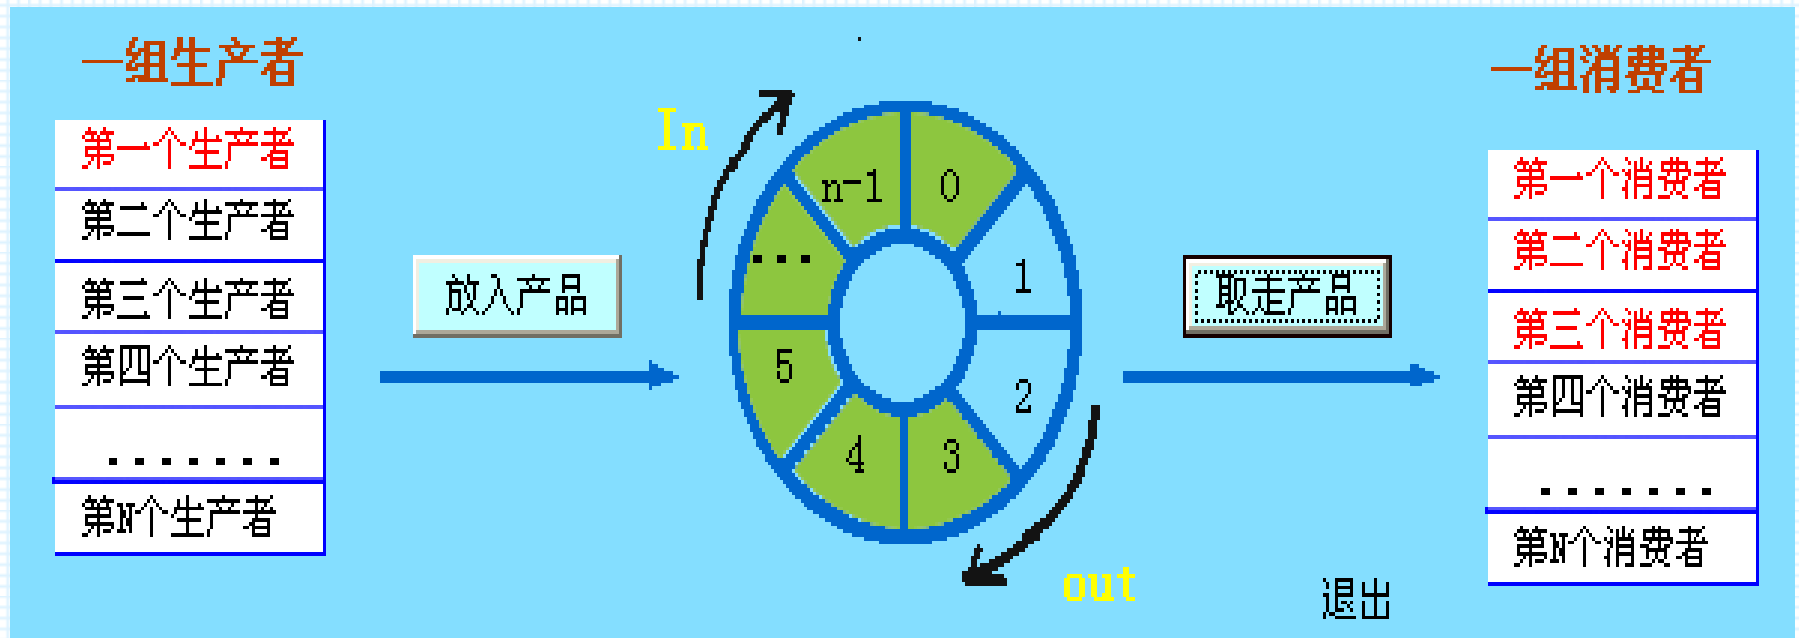 一组生产者
第一个生产者
第二个生产者
第三个生产者
第四个生产者
.......
第N个生产者
放入产品
In
n-1
0
...
1
5
2
4
3
out
取走产品
一组消费者
第一个消费者
第二个消费者
第三个消费者
第四个消费者
.......
第N个消费者
退出